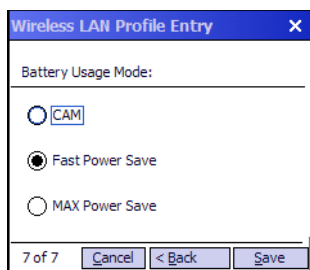 Wireless LAN Profile Entry X
Battery Usage Mode:
CAM
Fast Power Save
MAX Power Save
7 of 7 Cancel < Back Save